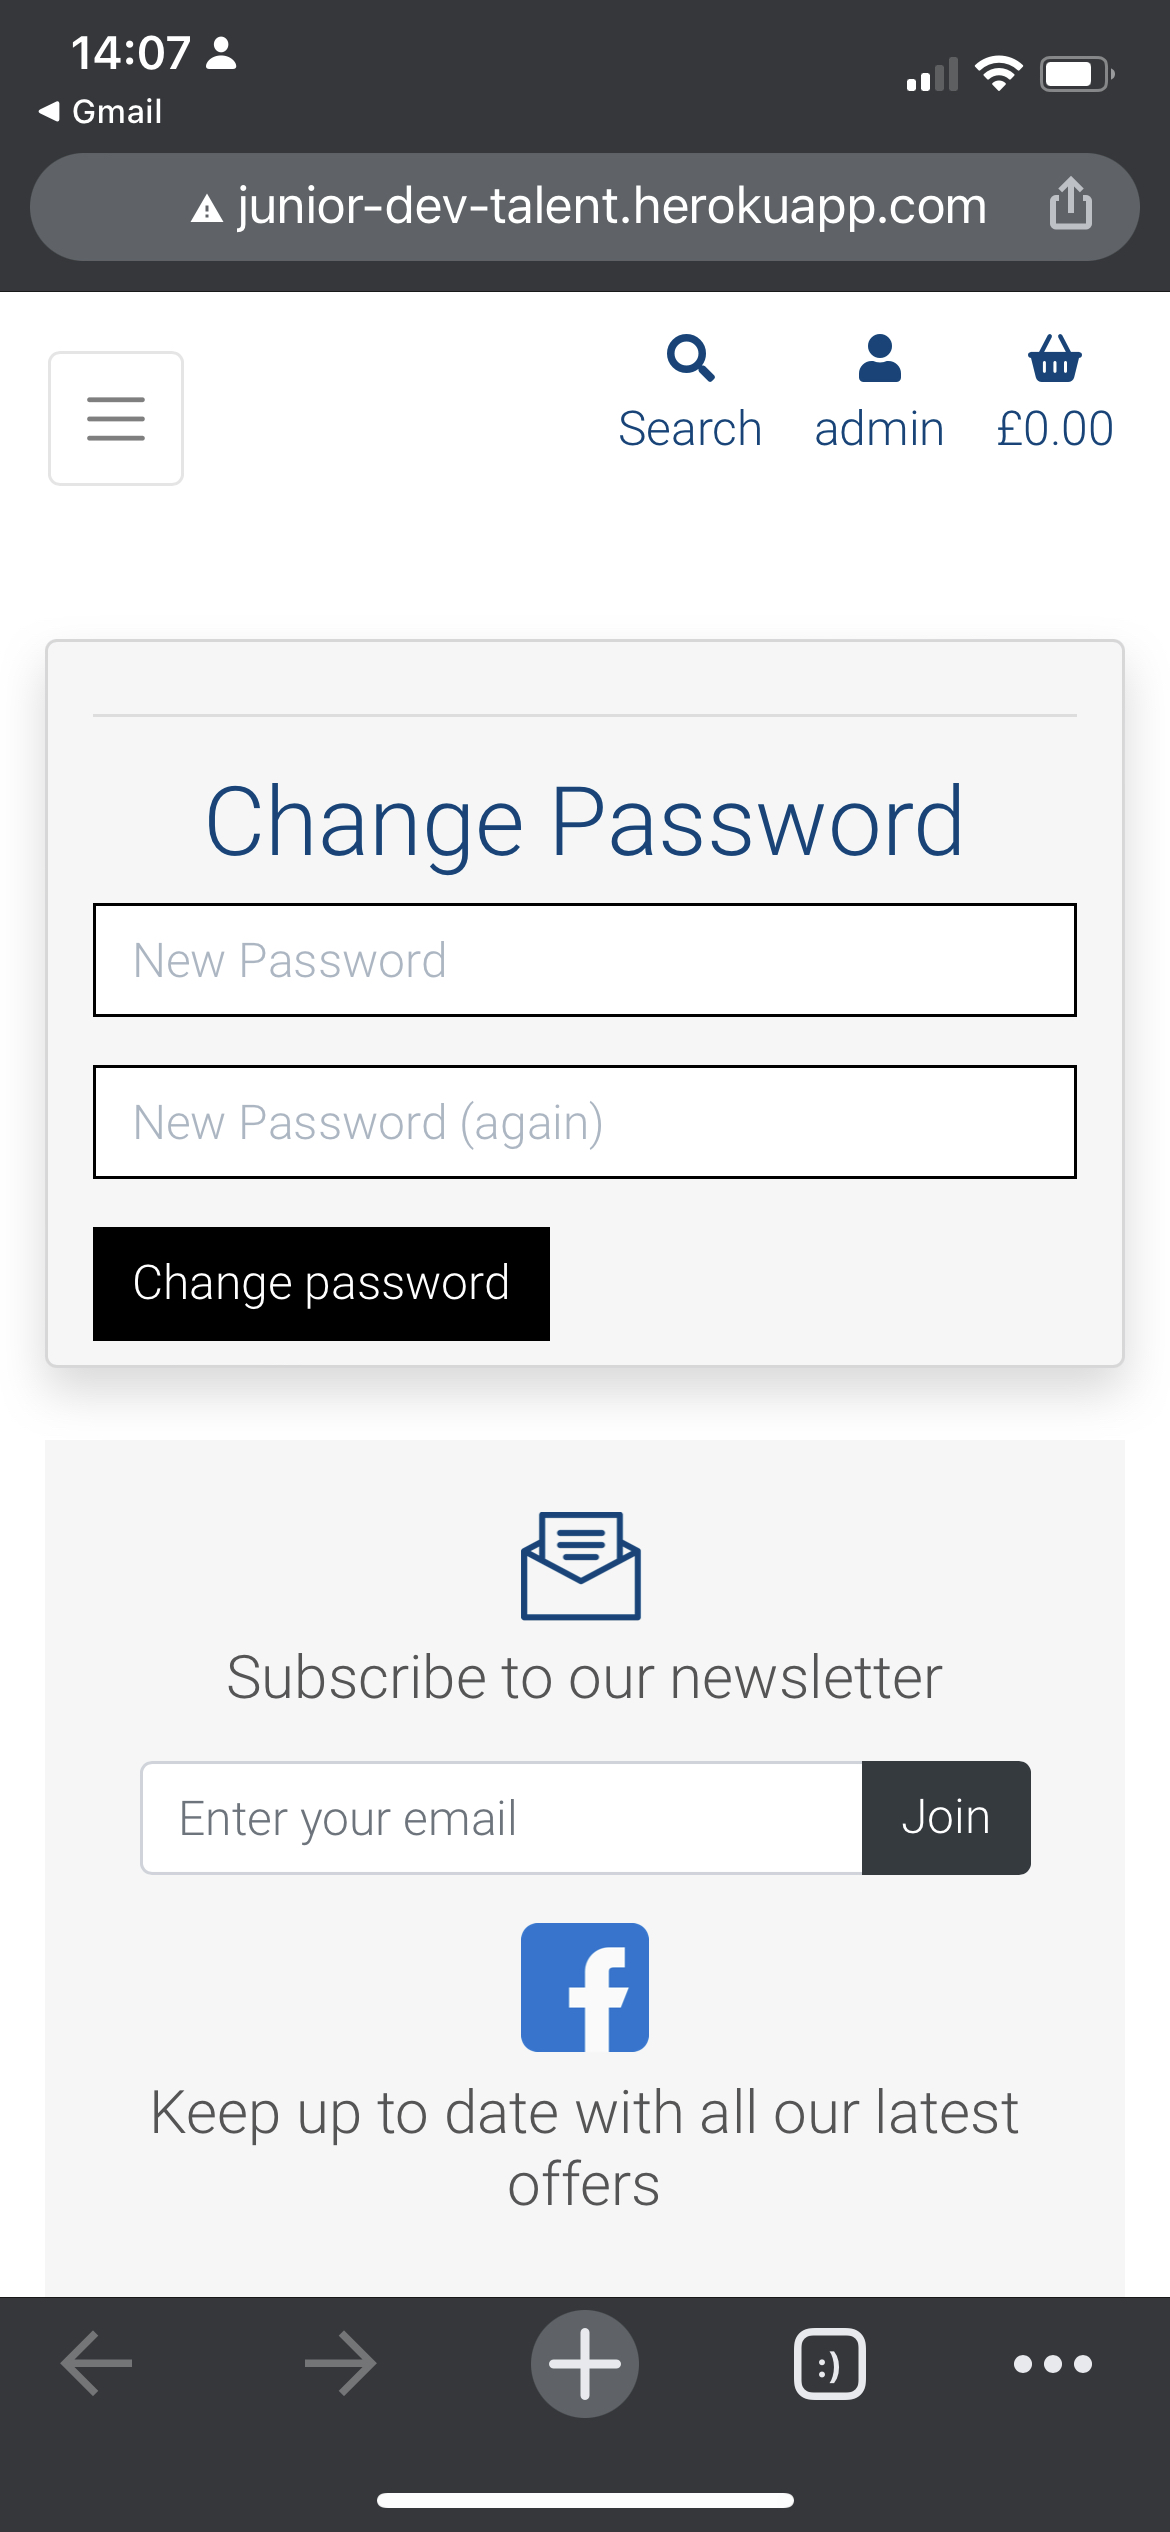 14:07
Gmail
junior-dev-talent.herokuapp.com
Search
admin
£0.00
Change Password
New Password
New Password (again)
Change password
Subscribe to our newsletter
Enter your email
Join
Keep up to date with all our latest
offers
:)